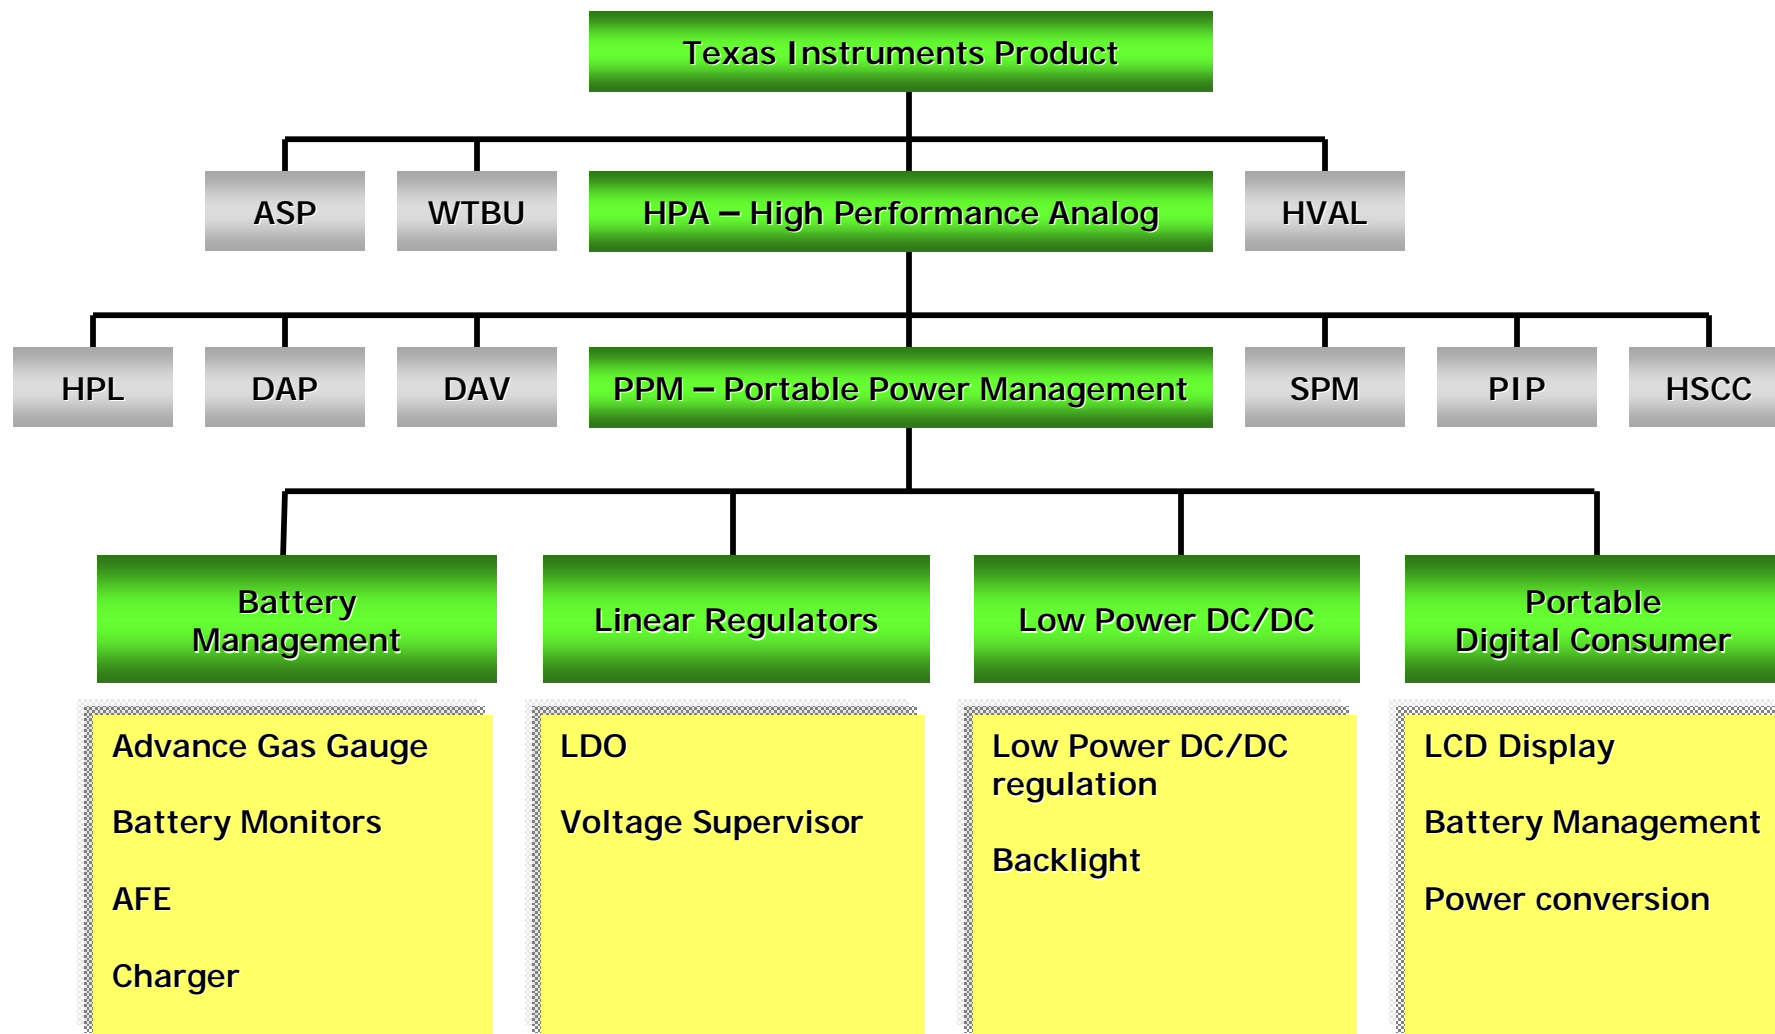 Texas Instruments Product
ASP
WTBU
HPA – High Performance Analog
HVAL
HPL
DAP
DAV
PPM – Portable Power Management
SPM
PIP
HSCC
Battery
Management
Linear Regulators
Low Power DC/DC
Portable
Digital Consumer
Advance Gas Gauge
Battery Monitors
AFE
Charger
LDO
Voltage Supervisor
Low Power DC/DC
regulation
Backlight
LCD Display
Battery Management
Power conversion